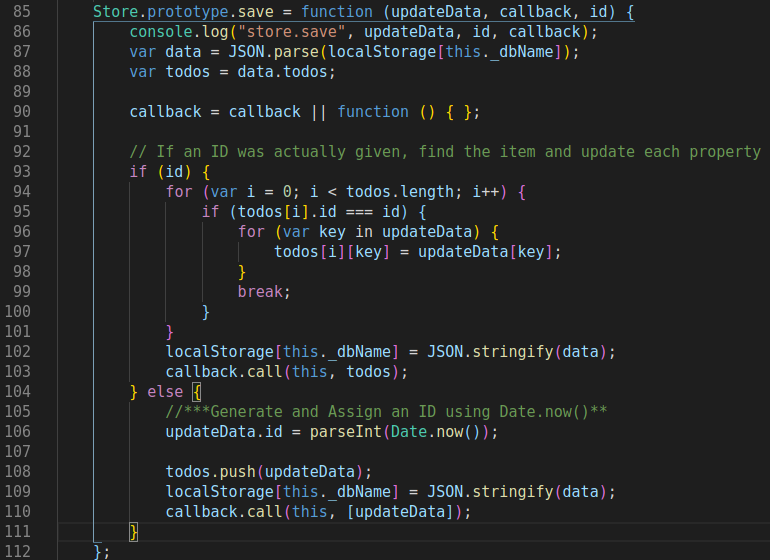 85 Store.prototype.save = function (updateData, callback, id) {
86 console.log("store.save", updateData, id, callback);
87 var data = JSON.parse(localStorage[this._dbName]);
88 var todos = data.todos;
89
90 callback = callback || function () { };
91
92 // If an ID was actually given, find the item and update each property
93 if (id) {
94 for (var i = 0; i < todos.length; i++) {
95 if (todos[i].id === id) {
96 for (var key in updateData) {
97 todos[i][key] = updateData[key];
98 }
99 break;
100 }
101 }
102 localStorage[this._dbName] = JSON.stringify(data);
103 callback.call(this, todos);
104 } else {
105 //***Generate and Assign an ID using Date.now()**
106 updateData.id = parseInt(Date.now());
107
108 todos.push(updateData);
109 localStorage[this._dbName] = JSON.stringify(data);
110 callback.call(this, [updateData]);
111 }
112 };